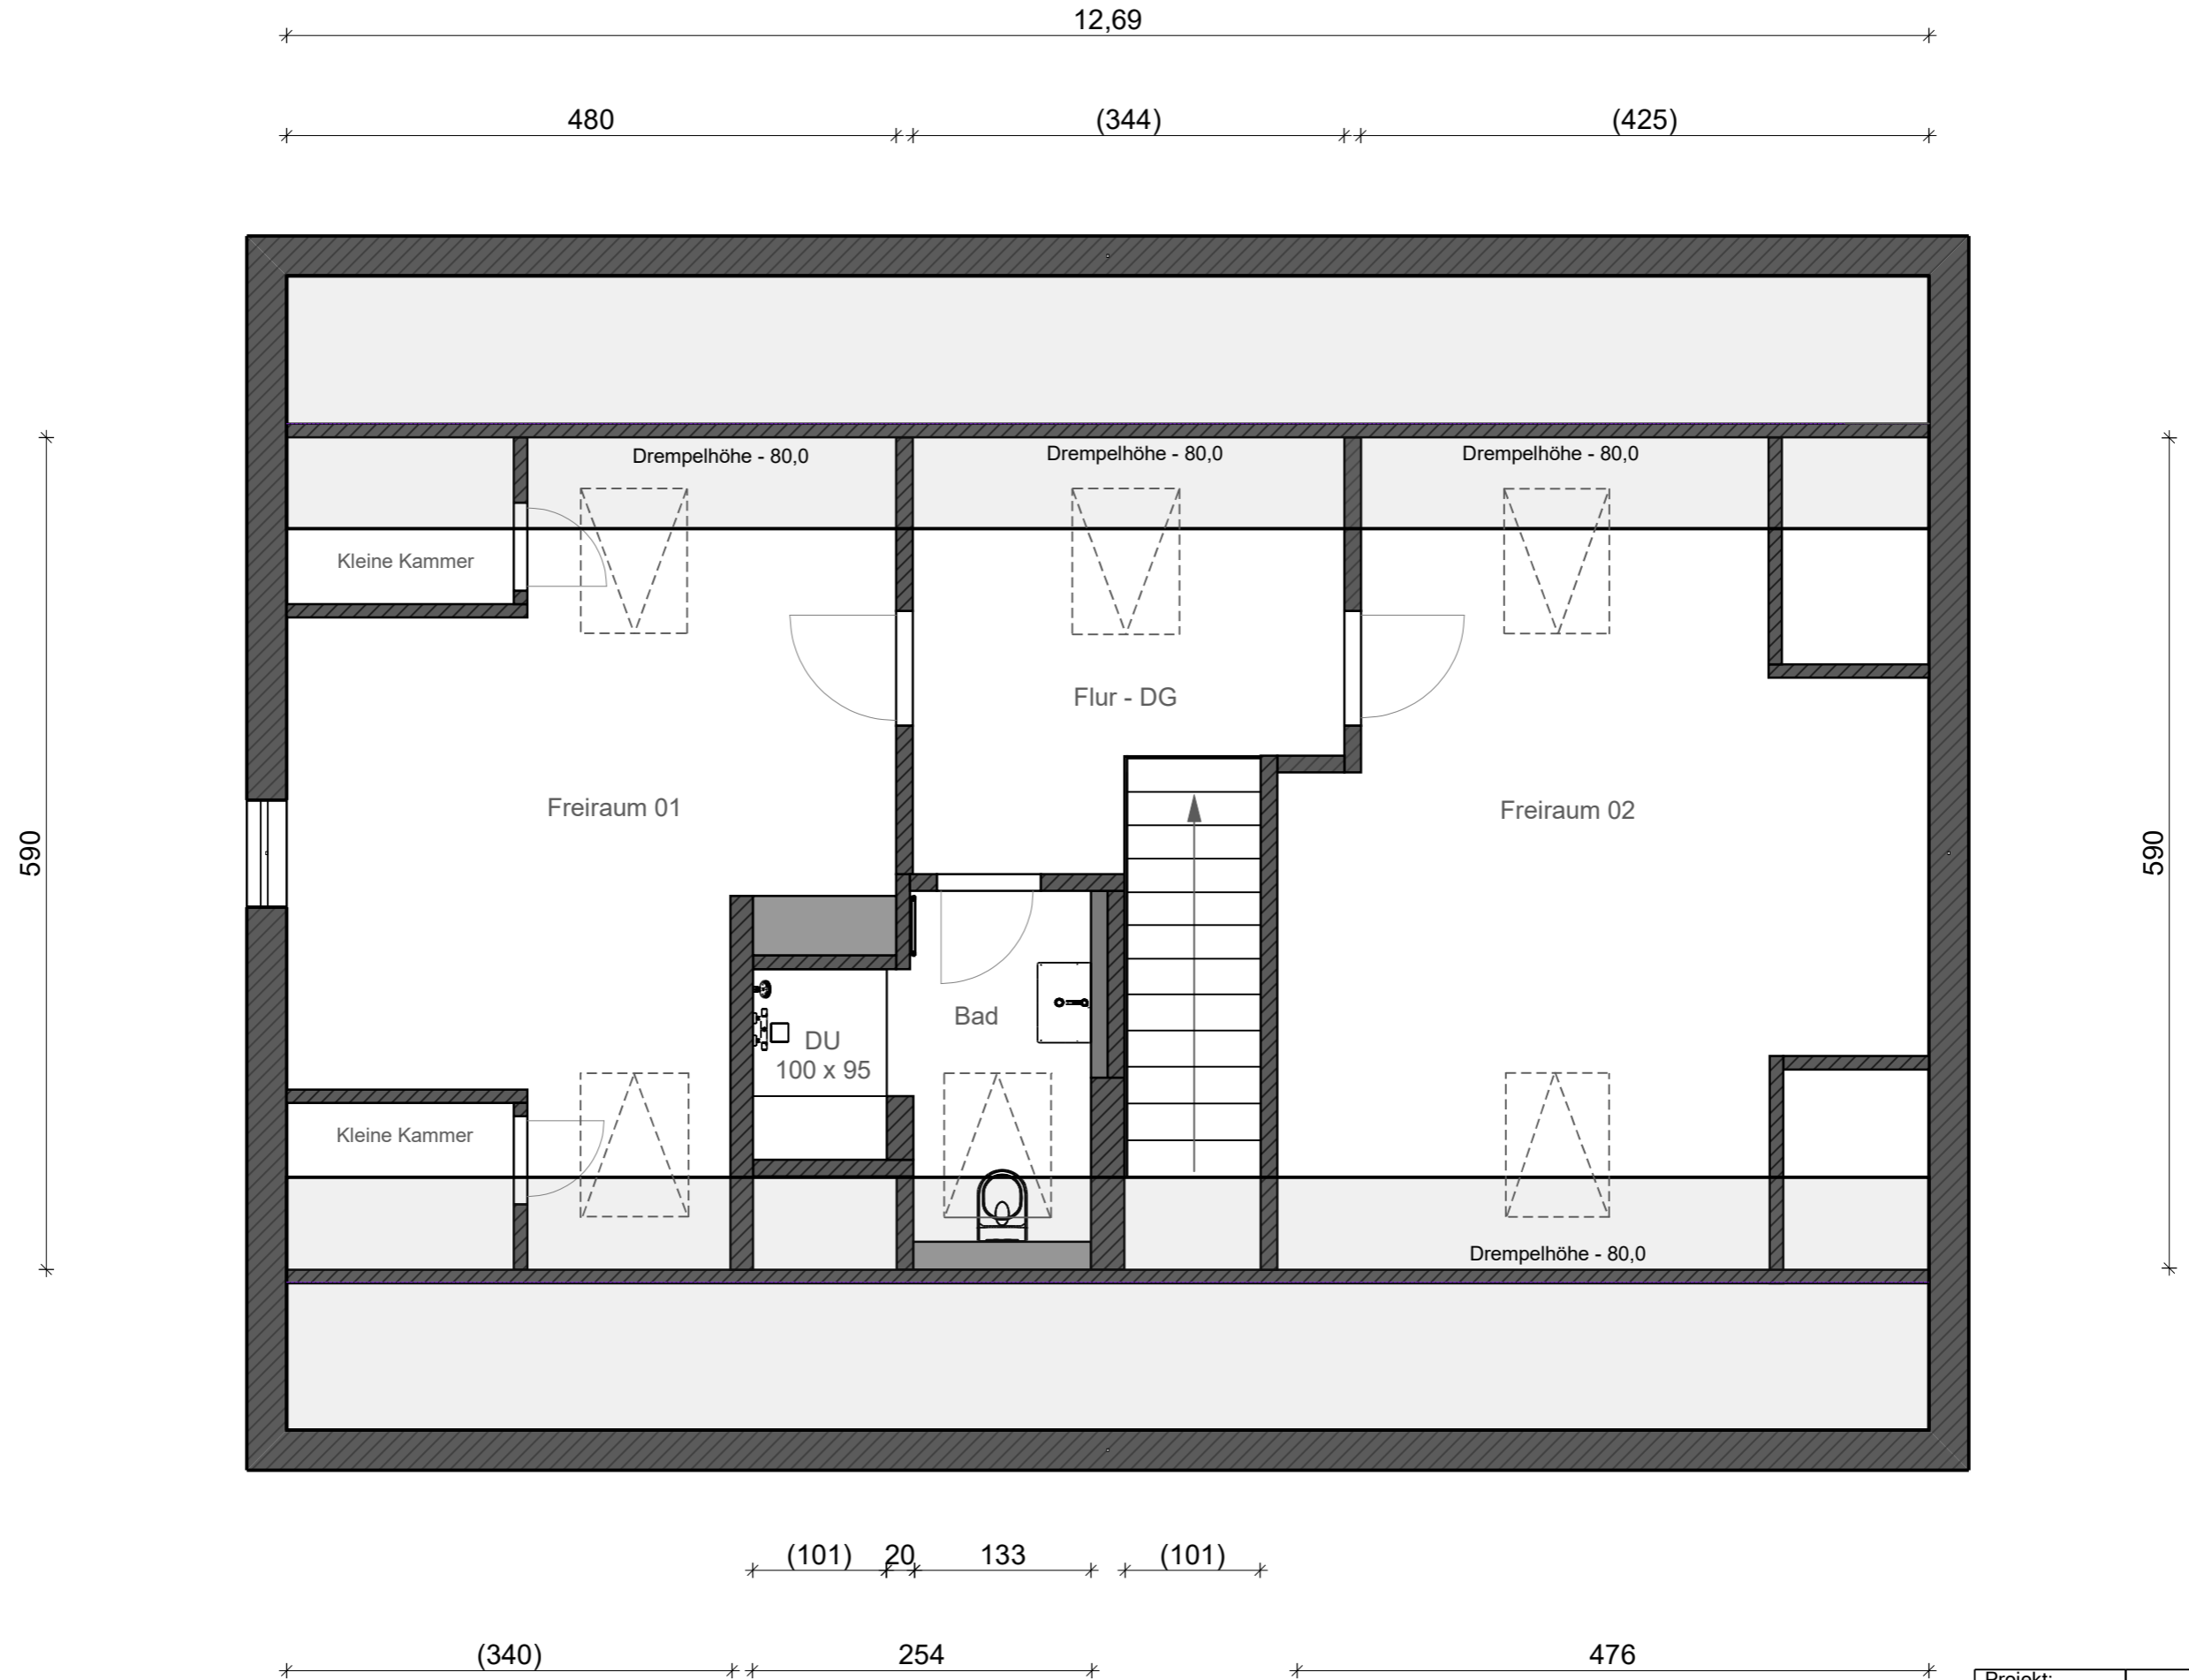 12,69
480
(344)
(425)
Drempelhöhe - 80,0
Drempelhöhe - 80,0
Drempelhöhe - 80,0
Kleine Kammer
Flur - DG
Freiraum 01
Freiraum 02
590
590
Bad
DU
100 x 95
Kleine Kammer
Drempelhöhe - 80,0
(101)
20
133
(101)
(340)
254
476
Projekt: